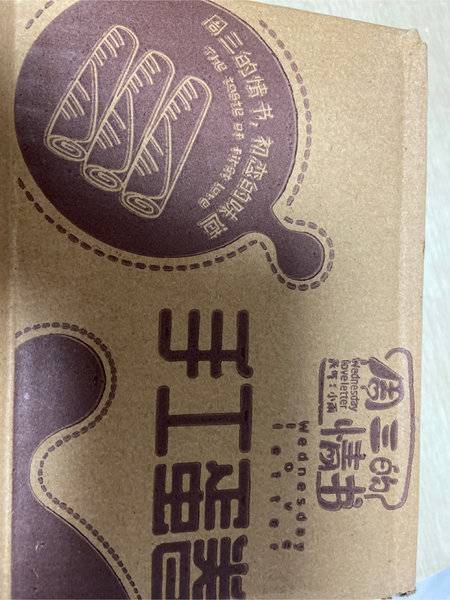 周三的情书,初恋的味道
The taste of first love
手工蛋卷
周三的
情书
Wednesday
loveletter
Wednesday
love
letter